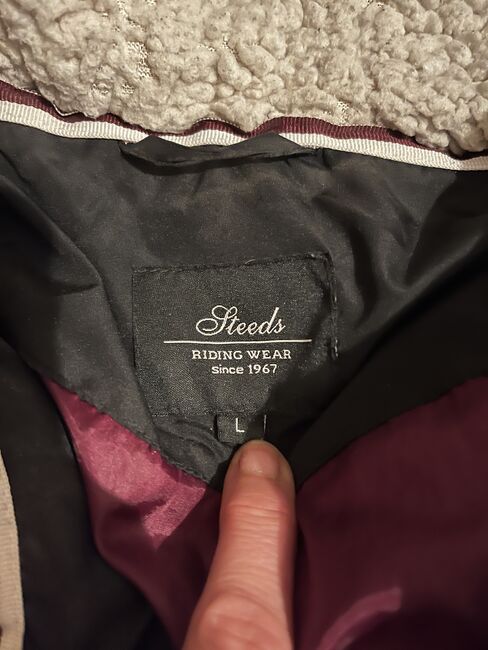 Steeds
RIDING WEAR
since 1967
L